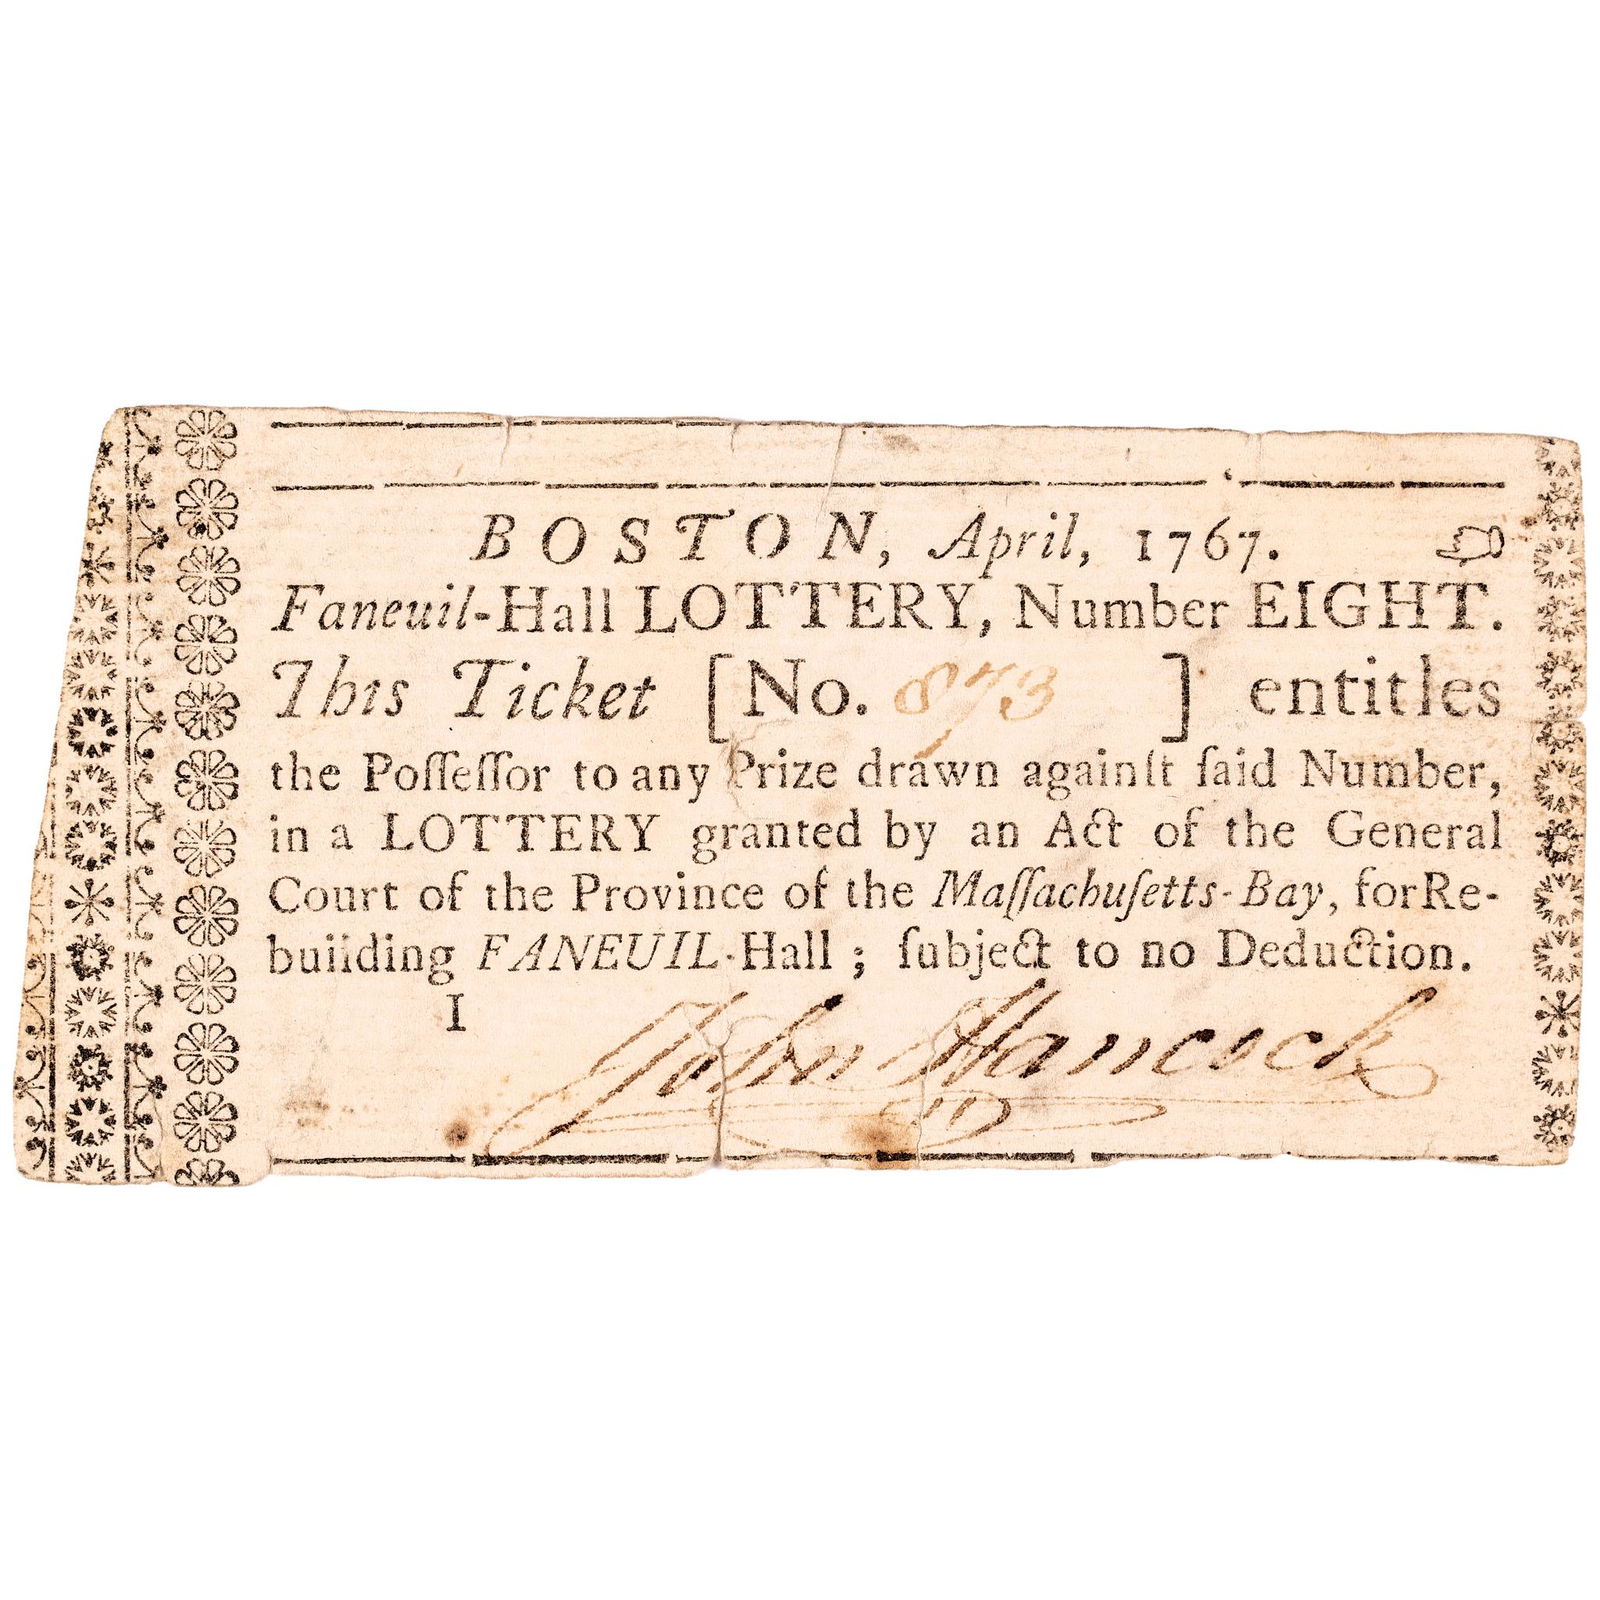 BOSTON, April, 1767.
Faneuil-Hall LOTTERY, Number EIGHT.
This Ticket [No. 873 ] entitles
the Poſſeſſor to any Prize drawn againſt ſaid Number,
in a LOTTERY granted by an Act of the General
Court of the Province of the Maſſachuſetts-Bay, for Re-
building FANEUIL-Hall ; ſubject to no Deduction.
I
John Hancock